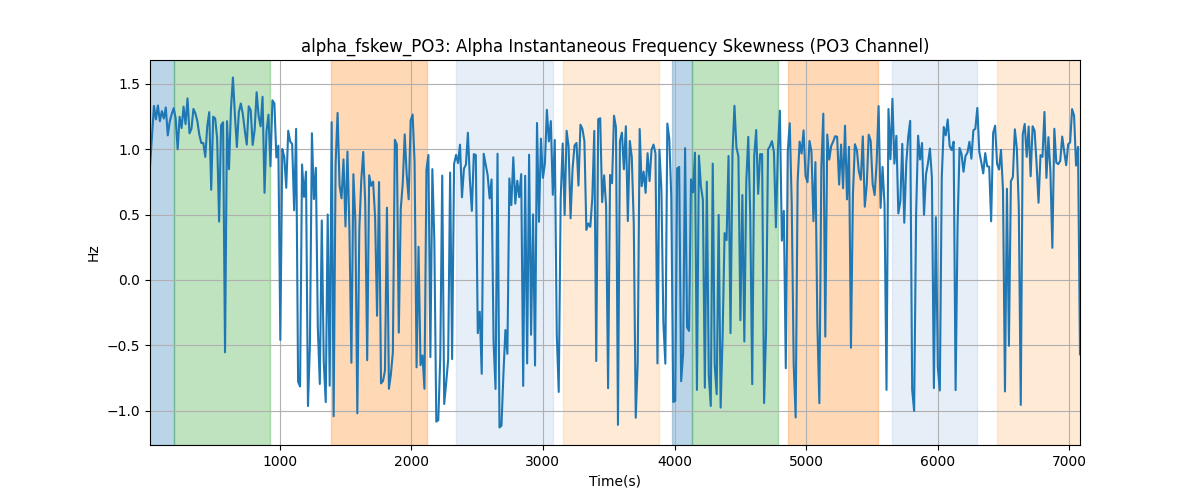 alpha_fskew_PO3: Alpha Instantaneous Frequency Skewness (PO3 Channel)
1.5
1.0
0.5
0.0
−0.5
−1.0
Hz
1000 2000 3000 4000 5000 6000 7000
Time(s)